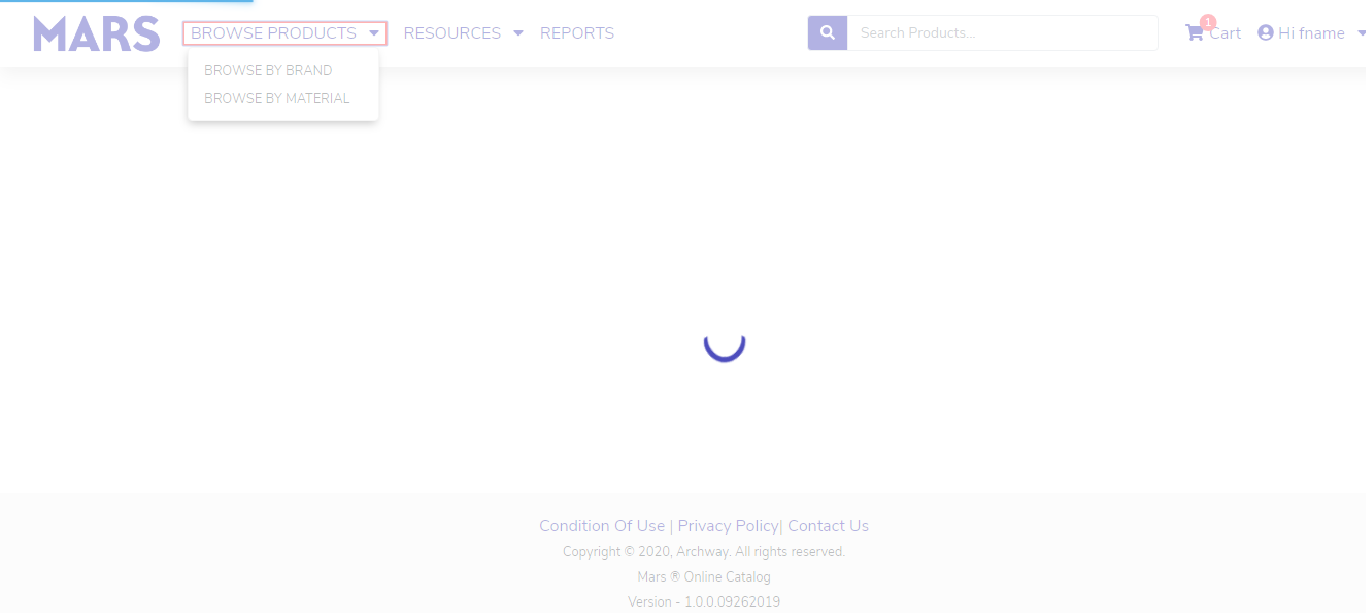 MARS BROWSE PRODUCTS RESOURCES REPORTS Search Products... 1 Cart Hi fname
BROWSE BY BRAND
BROWSE BY MATERIAL
Condition Of Use | Privacy Policy| Contact Us
Copyright © 2020, Archway. All rights reserved.
Mars ® Online Catalog
Version - 1.0.0.09262019